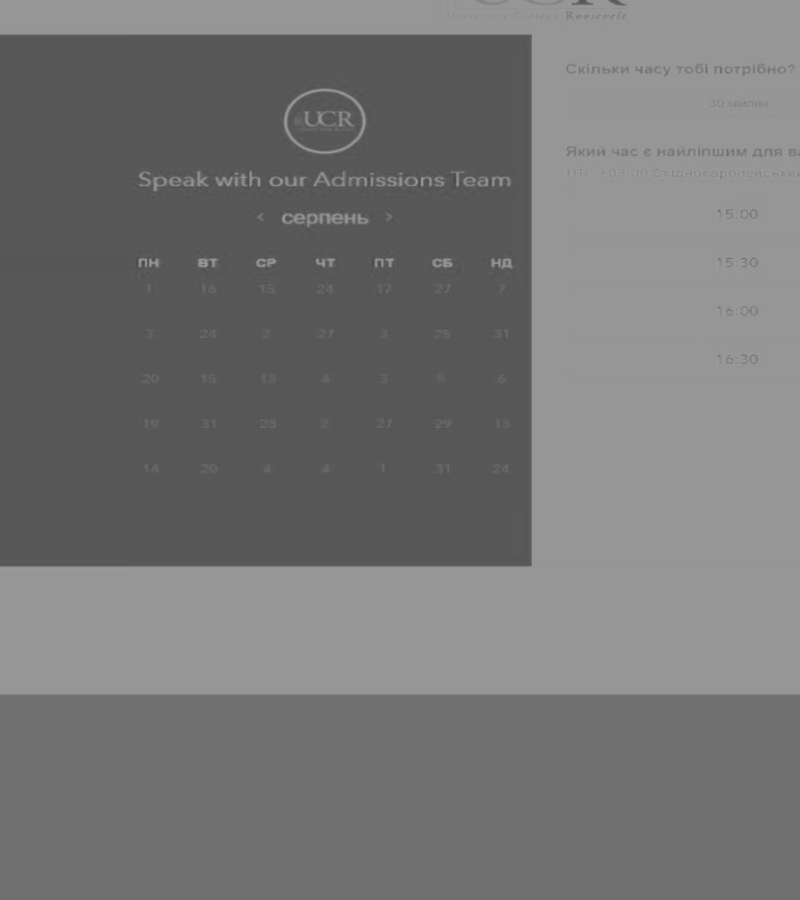 UCR
University College Roosevelt
UCR
Speak with our Admissions Team
< серпень >
ПН ВТ СР ЧТ ПТ СБ НД
1 16 15 24 17 27 7
3 24 2 27 3 25 31
20 15 13 4 3 5 6
19 31 28 2 27 29 13
14 20 4 4 1 31 24
Скільки часу тобі потрібно?
30 хвилин
Який час є найліпшим для
UTC +03:00 Східноєвропейський
15:00
15:30
16:00
16:30